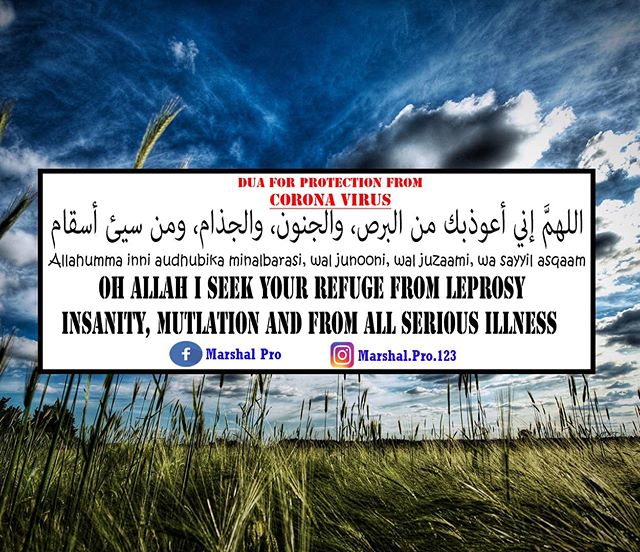 DUA FOR PROTECTION FROM
CORONA VIRUS
اللهمَّ إني أعوذبك من البرص، والجنون، والجذام، ومن سيئ أسقام
Allahumma inni audhubika minalbarasi, wal junooni, wal juzaami, wa sayyil asqaam
OH ALLAH I SEEK YOUR REFUGE FROM LEPROSY
INSANITY, MUTLATION AND FROM ALL SERIOUS ILLNESS
Marshal Pro
Marshal.Pro.123